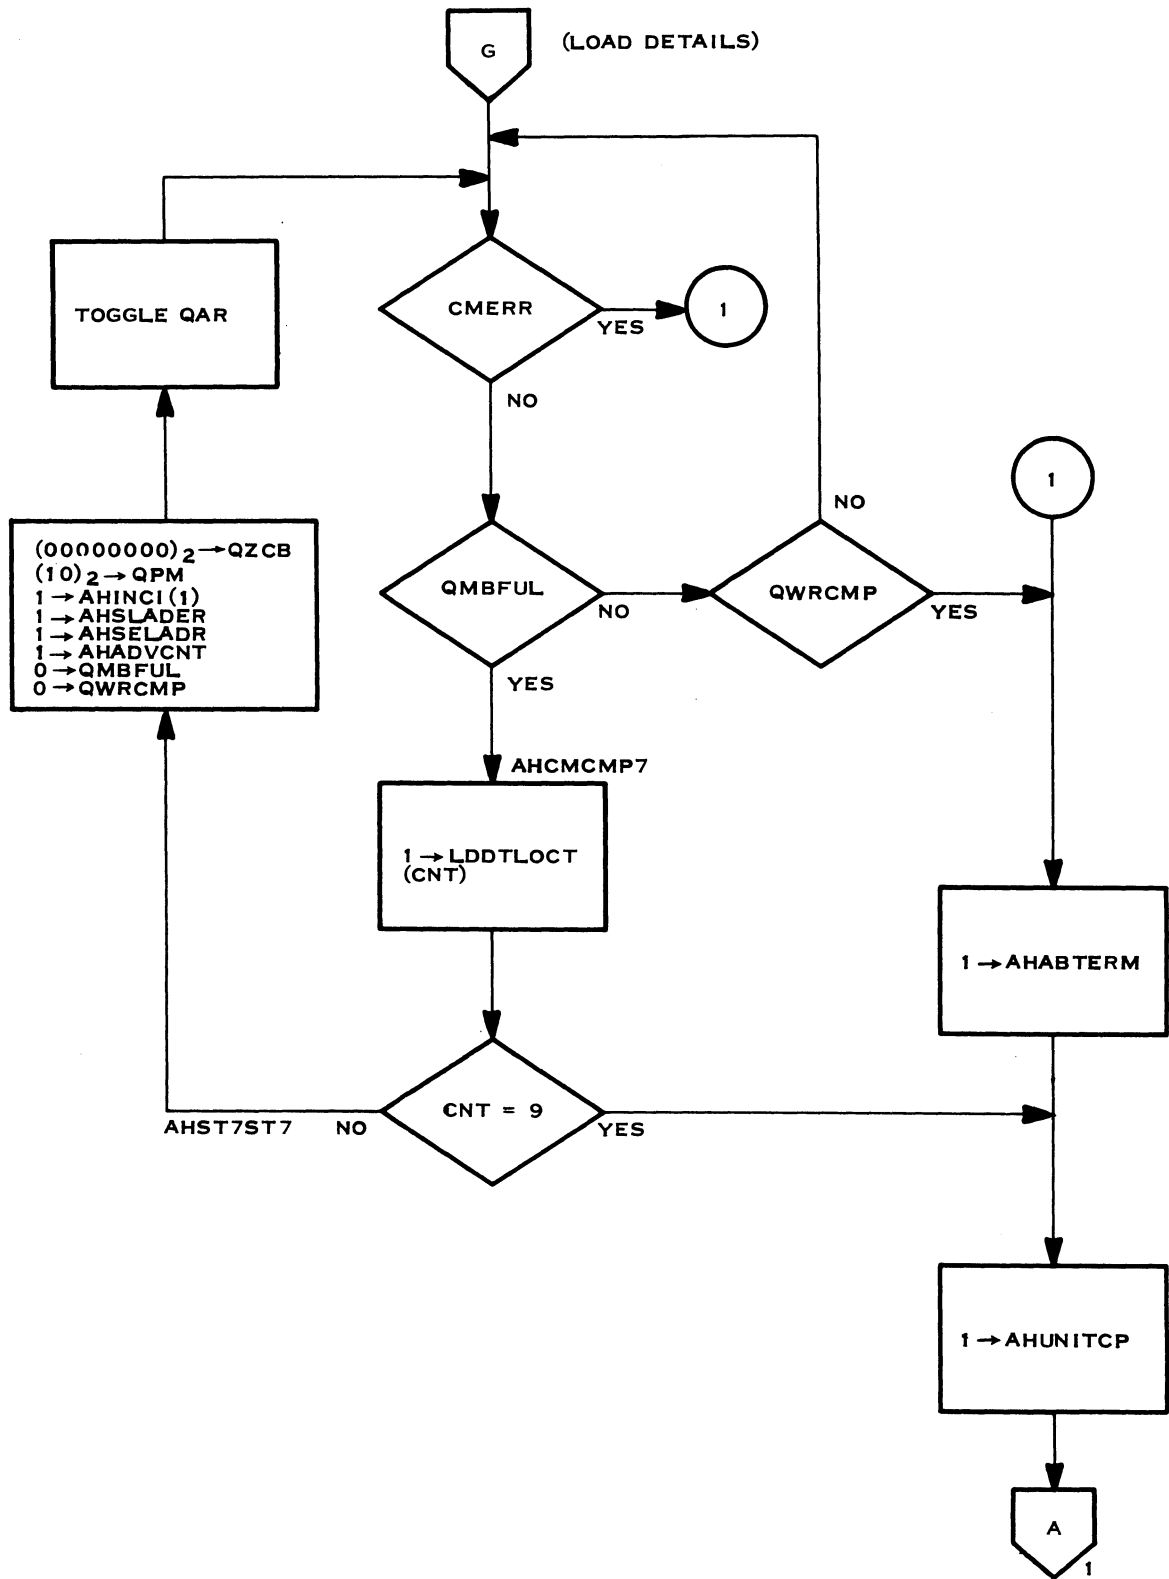 G
(LOAD DETAILS)
TOGGLE QAR
CMERR
YES
1
NO
1
NO
(00000000)2→QZCB
(10)2→QPM
1→AHINCI(1)
1→AHSLADER
1→AHSELADR
1→AHADVCNT
0→QMBFUL
0→QWRCMP
QMBFUL
NO
QWRCMP
YES
YES
AHCMCMP7
1→LDDTLOCT
(CNT)
1→AHABTERM
CNT = 9
AHST7ST7
NO
YES
1→AHUNITCP
A
1